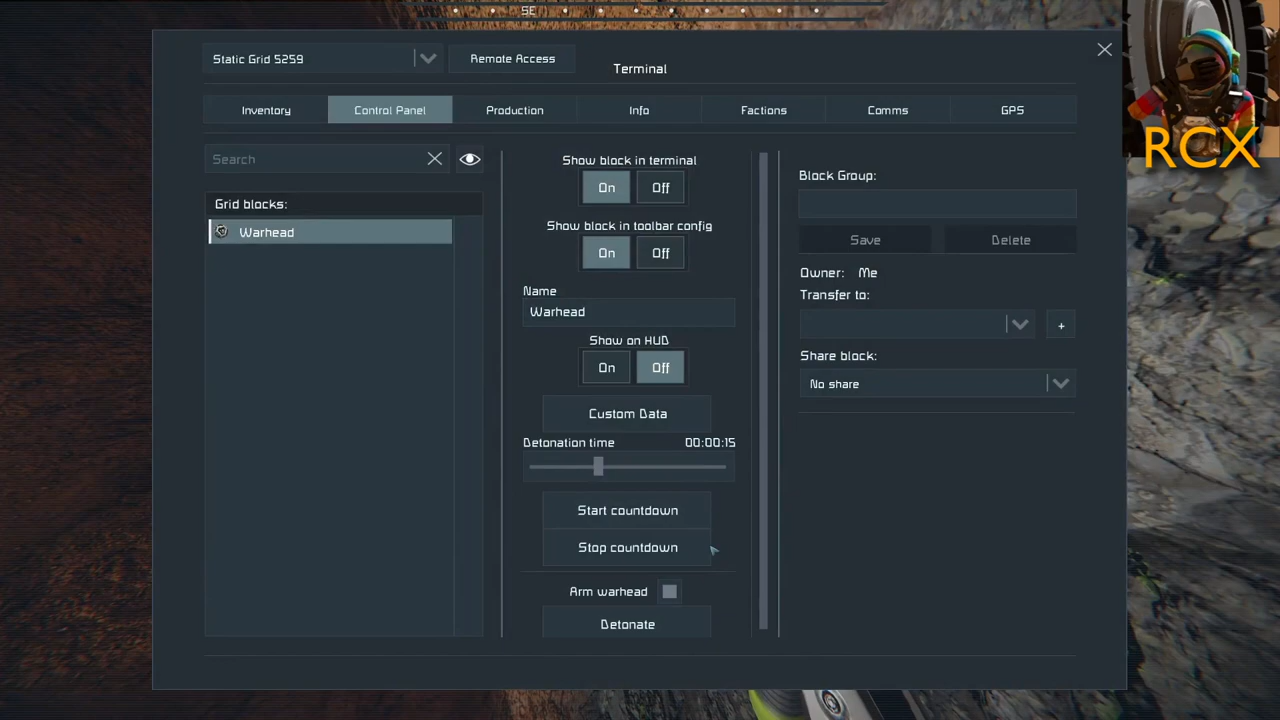 SE
Static Grid 5259
Remote Access
Terminal
Inventory
Control Panel
Production
Info
Factions
Comms
GPS
RCX
Search
Show block in terminal
On Off
Block Group:
Grid blocks:
Warhead
Show block in toolbar config
On Off
Save Delete
Owner: Me
Name
Warhead
Transfer to:
+
Show on HUD
On Off
Share block:
No share
Custom Data
Detonation time 00:00:15
Start countdown
Stop countdown
Arm warhead
Detonate